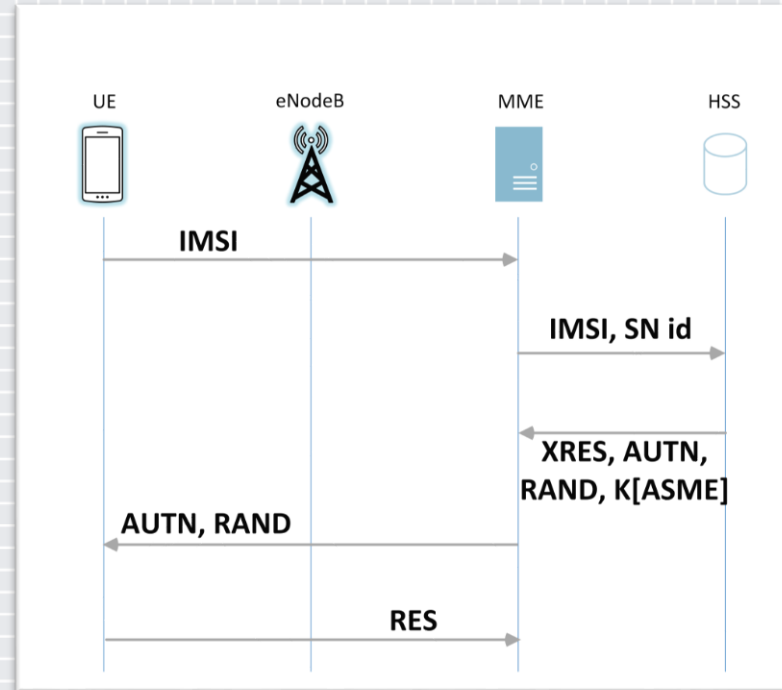 UE
eNodeB
MME
HSS
IMSI
IMSI, SN id
XRES, AUTN,
RAND, K[ASME]
AUTN, RAND
RES